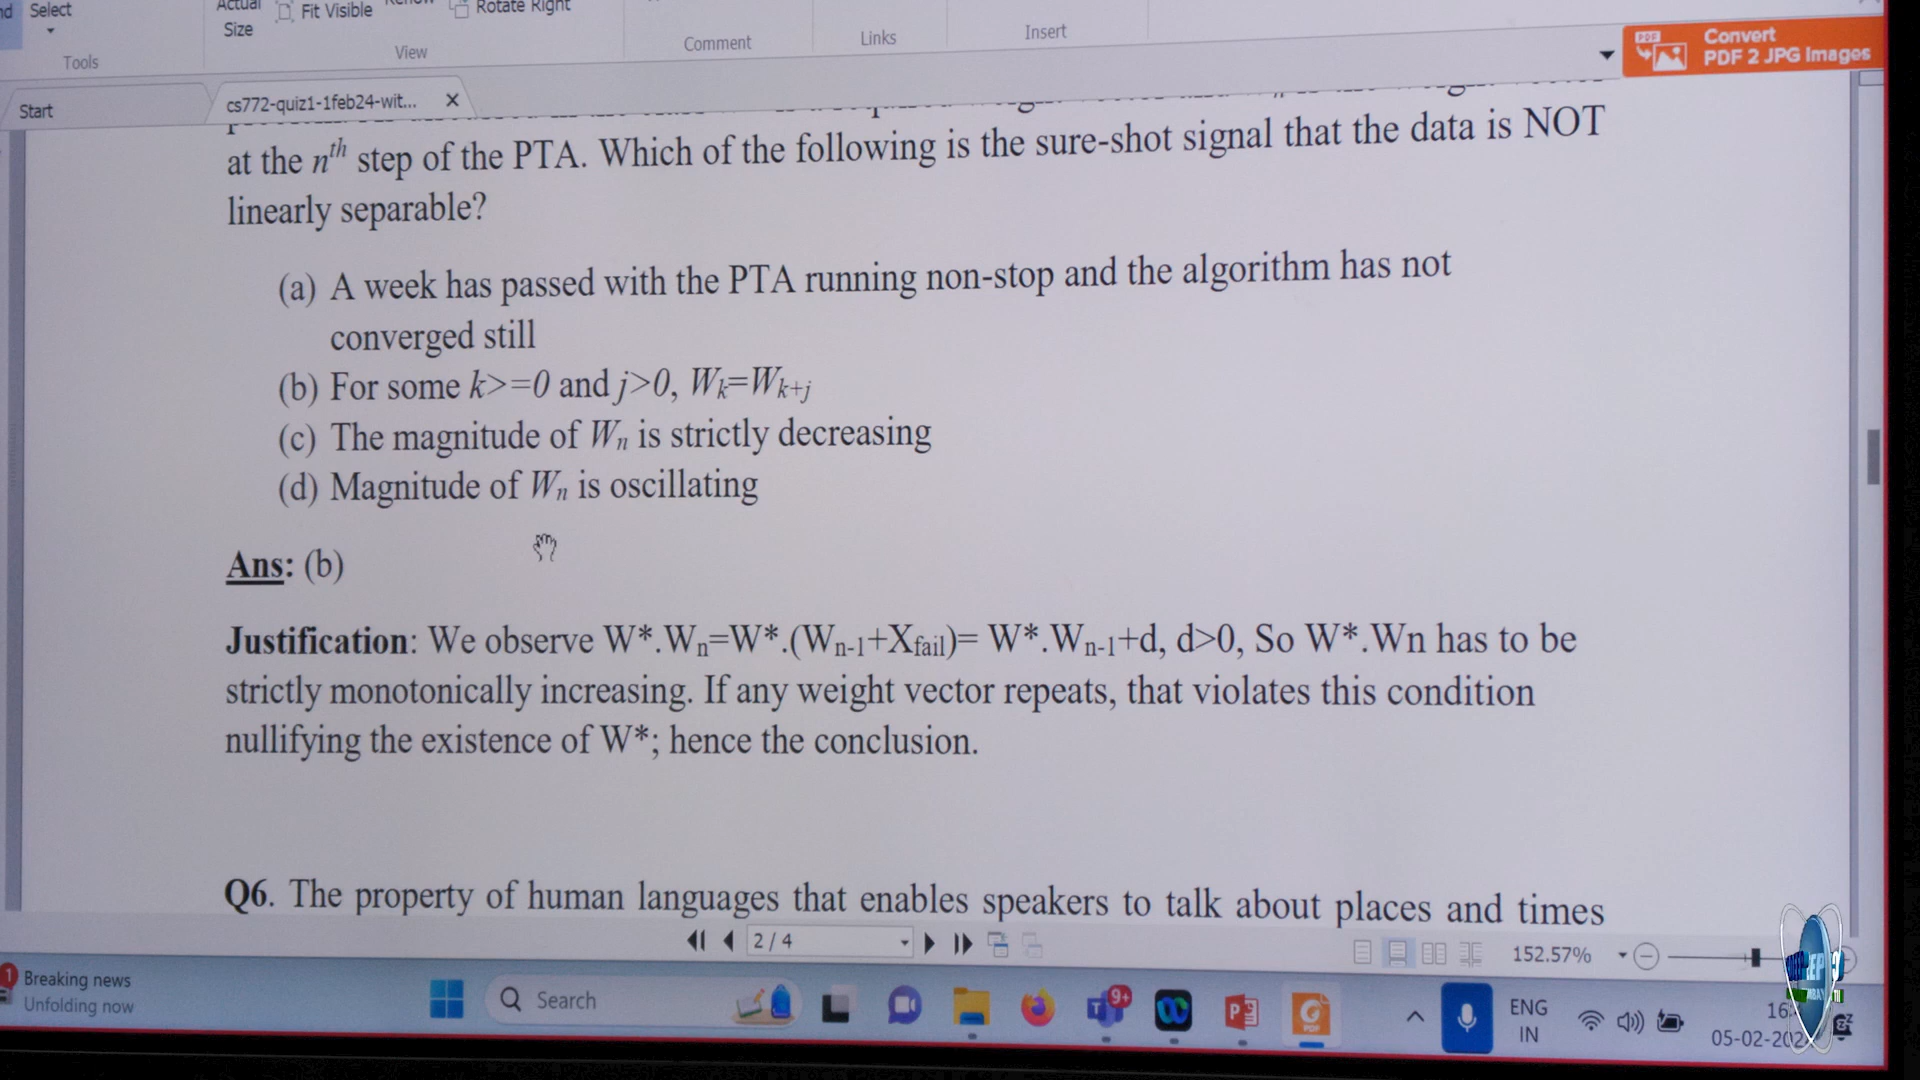 Select
Actual
Size
Fit Visible
Rotate Right
Tools
View
Comment
Links
Insert
PDF
Convert
PDF 2 JPG Images
Start
cs772-quiz1-1feb24-wit...
at the nth step of the PTA. Which of the following is the sure-shot signal that the data is NOT
linearly separable?
(a) A week has passed with the PTA running non-stop and the algorithm has not
converged still
(b) For some k>=0 and j>0, Wk=Wk+j
(c) The magnitude of Wn is strictly decreasing
(d) Magnitude of Wn is oscillating
Ans: (b)
Justification: We observe W*.Wn=W*.(Wn-1+Xfail)= W*.Wn-1+d, d>0, So W*.Wn has to be
strictly monotonically increasing. If any weight vector repeats, that violates this condition
nullifying the existence of W*; hence the conclusion.
Q6. The property of human languages that enables speakers to talk about places and times
2 / 4
152.57%
1
Breaking news
Unfolding now
Search
9+
ENG
IN
16:
05-02-202